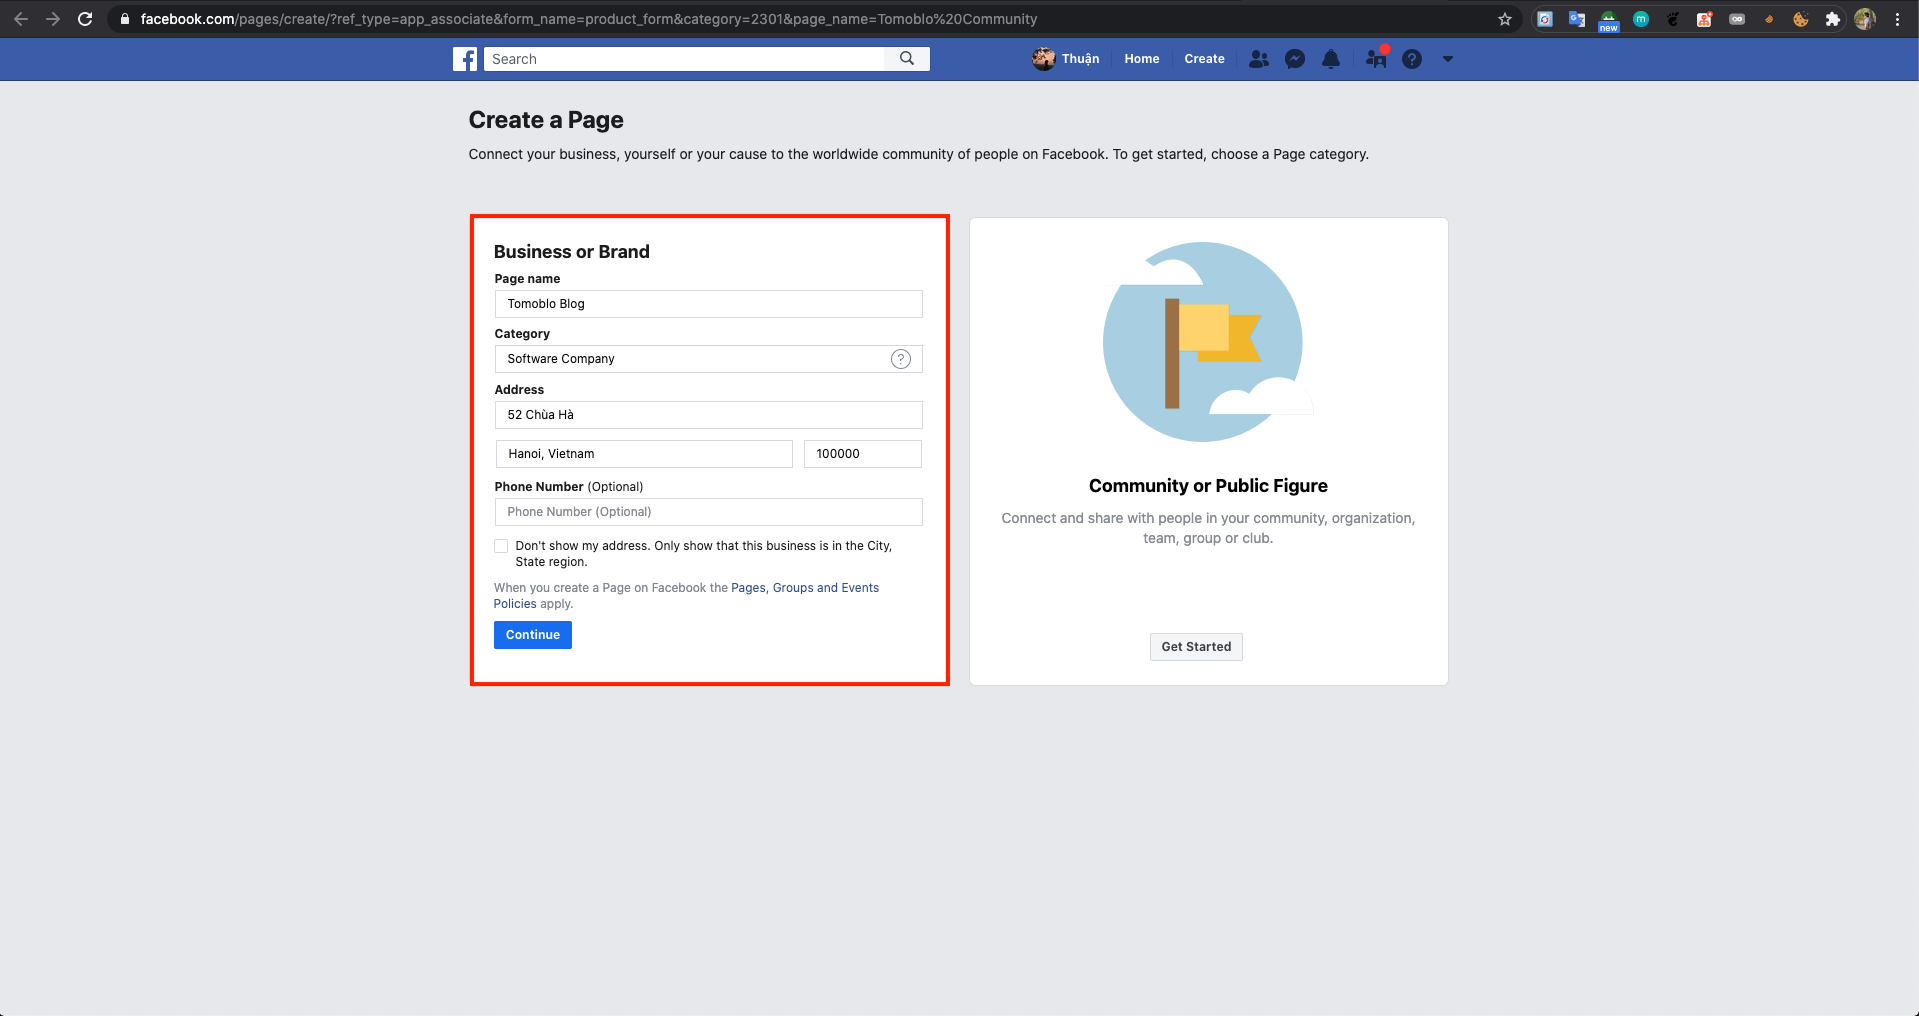 facebook.com/pages/create/?ref_type=app_associate&form_name=product_form&category=2301&page_name=Tomoblo%20Community
new
m
Search
Thuận
Home
Create
?
Create a Page
Connect your business, yourself or your cause to the worldwide community of people on Facebook. To get started, choose a Page category.
Business or Brand
Page name
Tomoblo Blog
Category
Software Company
?
Address
52 Chùa Hà
Hanoi, Vietnam
100000
Phone Number (Optional)
Phone Number (Optional)
Don't show my address. Only show that this business is in the City,
State region.
When you create a Page on Facebook the Pages, Groups and Events
Policies apply.
Continue
Community or Public Figure
Connect and share with people in your community, organization,
team, group or club.
Get Started